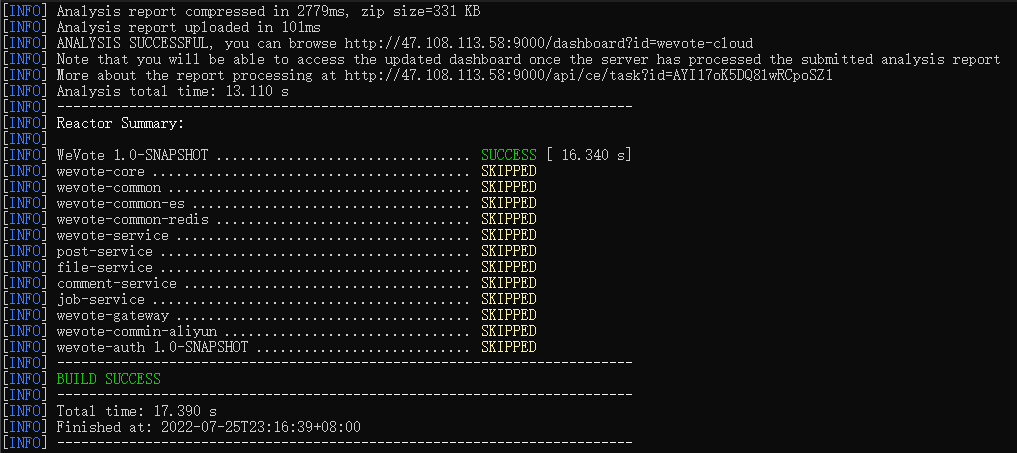 [INFO] Analysis report compressed in 2779ms, zip size=331 KB
[INFO] Analysis report uploaded in 101ms
[INFO] ANALYSIS SUCCESSFUL, you can browse http://47.108.113.58:9000/dashboard?id=wevote-cloud
[INFO] Note that you will be able to access the updated dashboard once the server has processed the submitted analysis report
[INFO] More about the report processing at http://47.108.113.58:9000/api/ce/task?id=AYI17oK5DQ81wRCpoSZ1
[INFO] Analysis total time: 13.110 s
[INFO] ------------------------------------------------------------------------
[INFO] Reactor Summary:
[INFO]
[INFO] WeVote 1.0-SNAPSHOT ................................ SUCCESS [ 16.340 s]
[INFO] wevote-core ........................................ SKIPPED
[INFO] wevote-common ...................................... SKIPPED
[INFO] wevote-common-es ................................... SKIPPED
[INFO] wevote-common-redis ................................ SKIPPED
[INFO] wevote-service ..................................... SKIPPED
[INFO] post-service ....................................... SKIPPED
[INFO] file-service ....................................... SKIPPED
[INFO] comment-service .................................... SKIPPED
[INFO] job-service ........................................ SKIPPED
[INFO] wevote-gateway ..................................... SKIPPED
[INFO] wevote-commin-aliyun ............................... SKIPPED
[INFO] wevote-auth 1.0-SNAPSHOT ........................... SKIPPED
[INFO] ------------------------------------------------------------------------
[INFO] BUILD SUCCESS
[INFO] ------------------------------------------------------------------------
[INFO] Total time: 17.390 s
[INFO] Finished at: 2022-07-25T23:16:39+08:00
[INFO] ------------------------------------------------------------------------